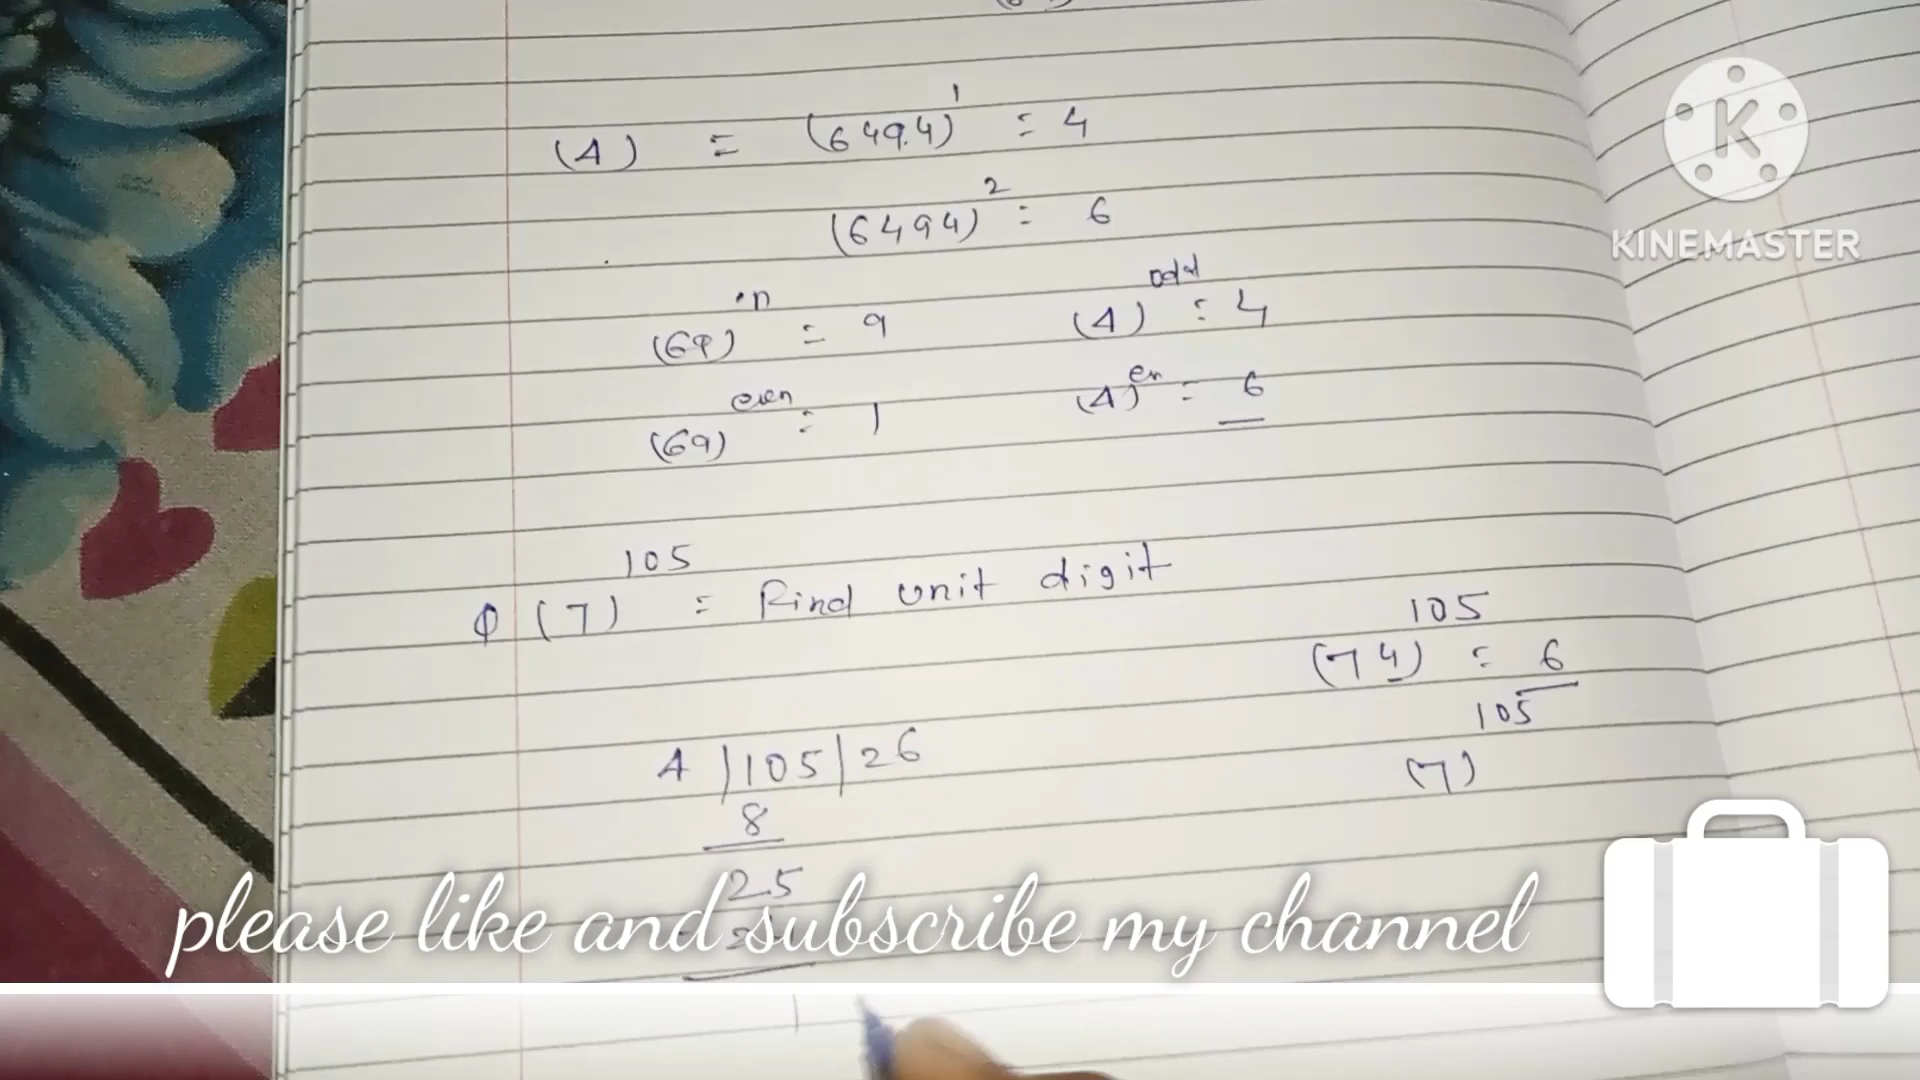 (4) = (6494)¹ = 4
(6494)² = 6
(69)ⁿ = 9
(4)ᵒᵈᵈ = 4
(69)ᵉᵛᵉⁿ = 1
(4)ᵉⁿ = 6
Q (7)¹⁰⁵ = Find unit digit
(74)¹⁰⁵ = 6
(7)¹⁰⁵
4 )105( 26
8
25
1
KINEMASTER
please like and subscribe my channel